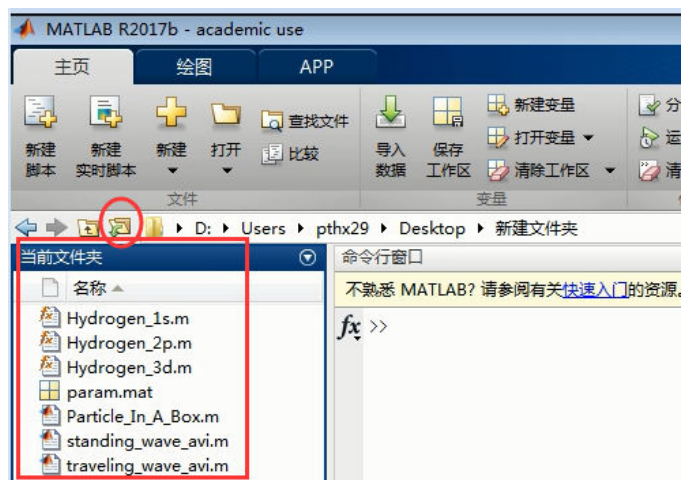 MATLAB R2017b - academic use
主页 绘图 APP
新建脚本 新建实时脚本 新建 打开 查找文件 比较 导入数据 保存工作区 新建变量 打开变量 清除工作区 分 运 清
文件 变量
D: Users pthx29 Desktop 新建文件夹
当前文件夹 命令行窗口
名称 不熟悉 MATLAB? 请参阅有关快速入门的资源。
fx >>
Hydrogen_1s.m
Hydrogen_2p.m
Hydrogen_3d.m
param.mat
Particle_In_A_Box.m
standing_wave_avi.m
traveling_wave_avi.m